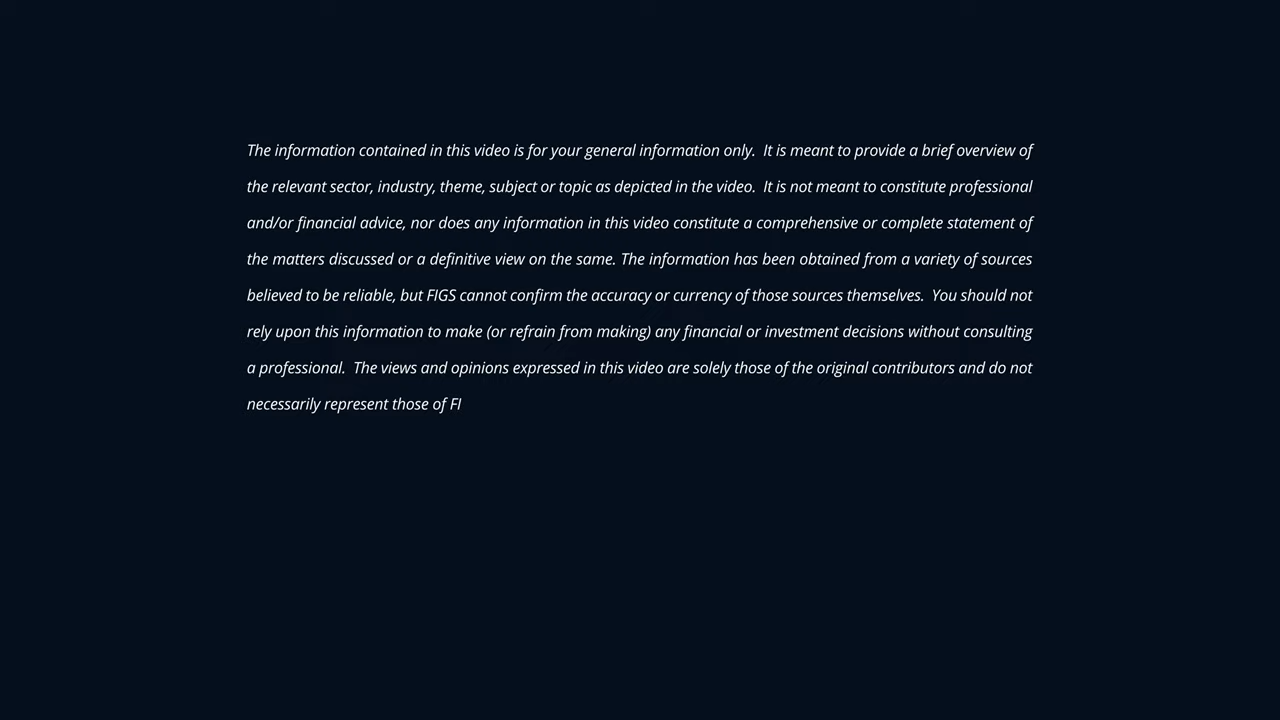 The information contained in this video is for your general information only.  It is meant to provide a brief overview of
the relevant sector, industry, theme, subject or topic as depicted in the video.  It is not meant to constitute professional
and/or financial advice, nor does any information in this video constitute a comprehensive or complete statement of
the matters discussed or a definitive view on the same. The information has been obtained from a variety of sources
believed to be reliable, but FIGS cannot confirm the accuracy or currency of those sources themselves.  You should not
rely upon this information to make (or refrain from making) any financial or investment decisions without consulting
a professional.  The views and opinions expressed in this video are solely those of the original contributors and do not
necessarily represent those of FI